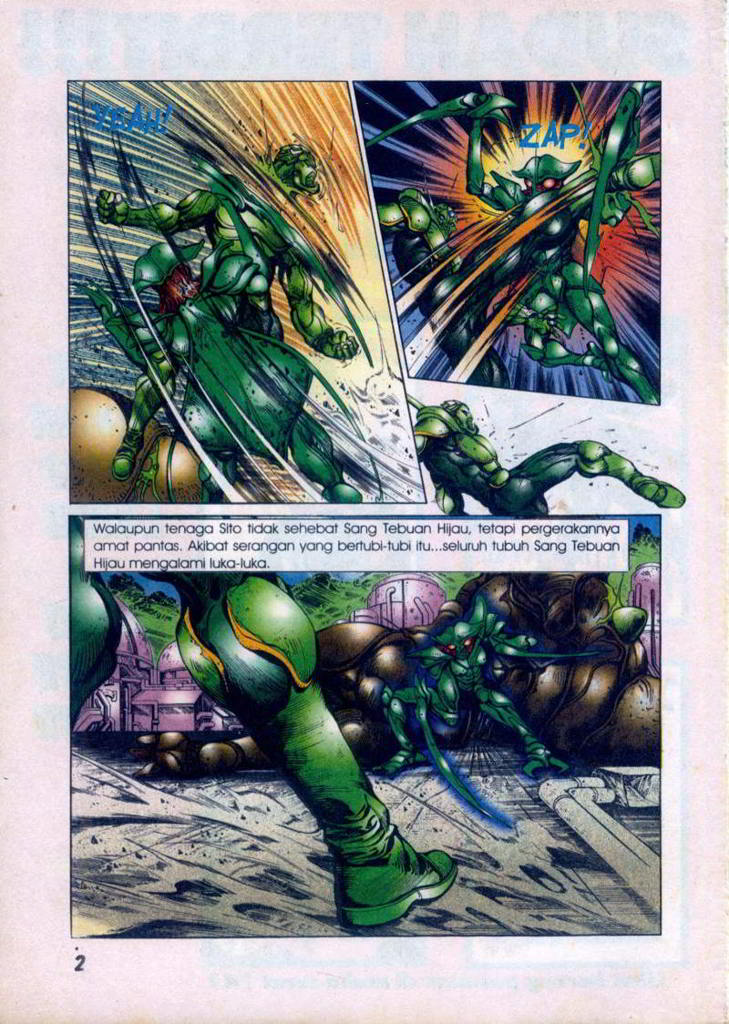 YEAH!
ZAP!
Walaupun tenaga Sito tidak sehebat Sang Tebuan Hijau, tetapi pergerakannya
amat pantas. Akibat serangan yang bertubi-tubi itu...seluruh tubuh Sang Tebuan
Hijau mengalami luka-luka.
2